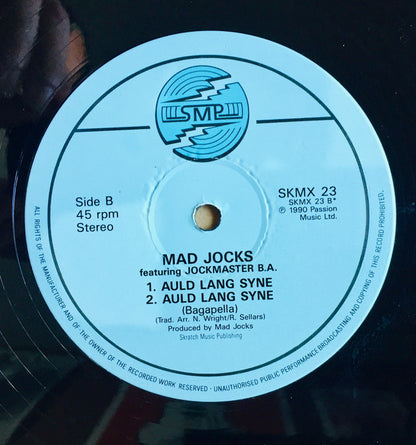 SMP
Side B
45 rpm
Stereo
SKMX 23
SKMX 23 B*
℗ 1990 Passion
Music Ltd.
MAD JOCKS
featuring JOCKMASTER B.A.
1. AULD LANG SYNE
2. AULD LANG SYNE
(Bagapella)
(Trad. Arr. N. Wright/R. Sellars)
Produced by Mad Jocks
Skratch Music Publishing
ALL RIGHTS OF THE MANUFACTURER AND OF THE OWNER OF THE RECORDED WORK RESERVED - UNAUTHORISED PUBLIC PERFORMANCE BROADCASTING AND COPYING OF THIS RECORD PROHIBITED.